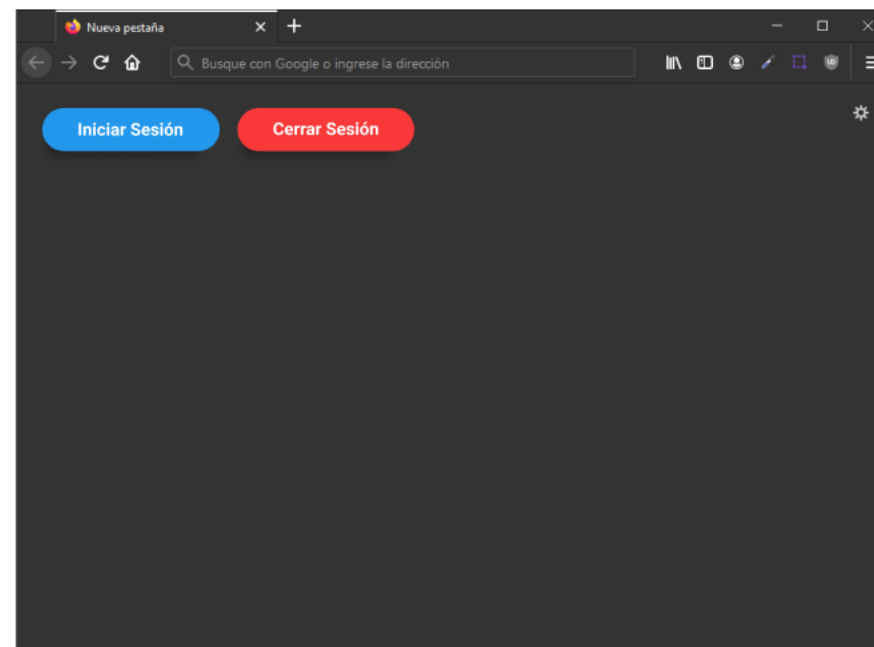 Nueva pestaña
Busque con Google o ingrese la dirección
Iniciar Sesión
Cerrar Sesión